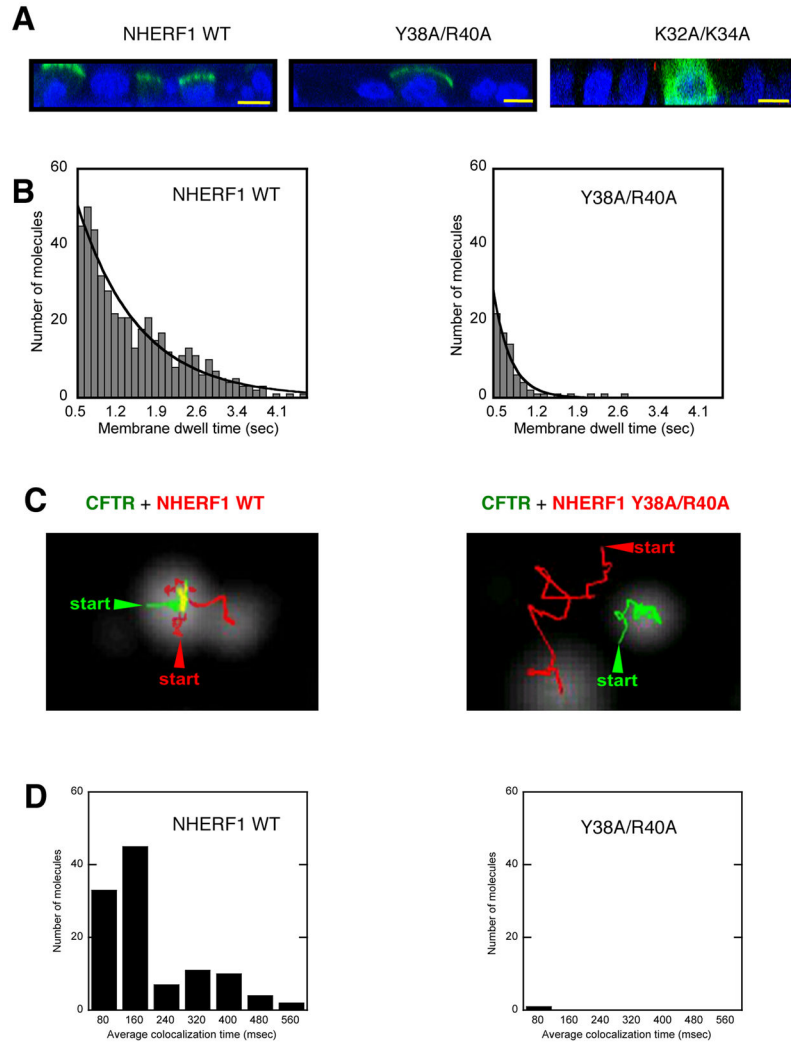 A
NHERF1 WT
Y38A/R40A
K32A/K34A
B
60
40
20
0
Number of molecules
NHERF1 WT
0.5 1.2 1.9 2.6 3.4 4.1
Membrane dwell time (sec)
60
40
20
0
Number of molecules
Y38A/R40A
0.5 1.2 1.9 2.6 3.4 4.1
Membrane dwell time (sec)
C
CFTR + NHERF1 WT
start
start
CFTR + NHERF1 Y38A/R40A
start
start
D
60
40
20
0
Number of molecules
NHERF1 WT
80 160 240 320 400 480 560
Average colocalization time (msec)
60
40
20
0
Number of molecules
Y38A/R40A
80 160 240 320 400 480 560
Average colocalization time (msec)